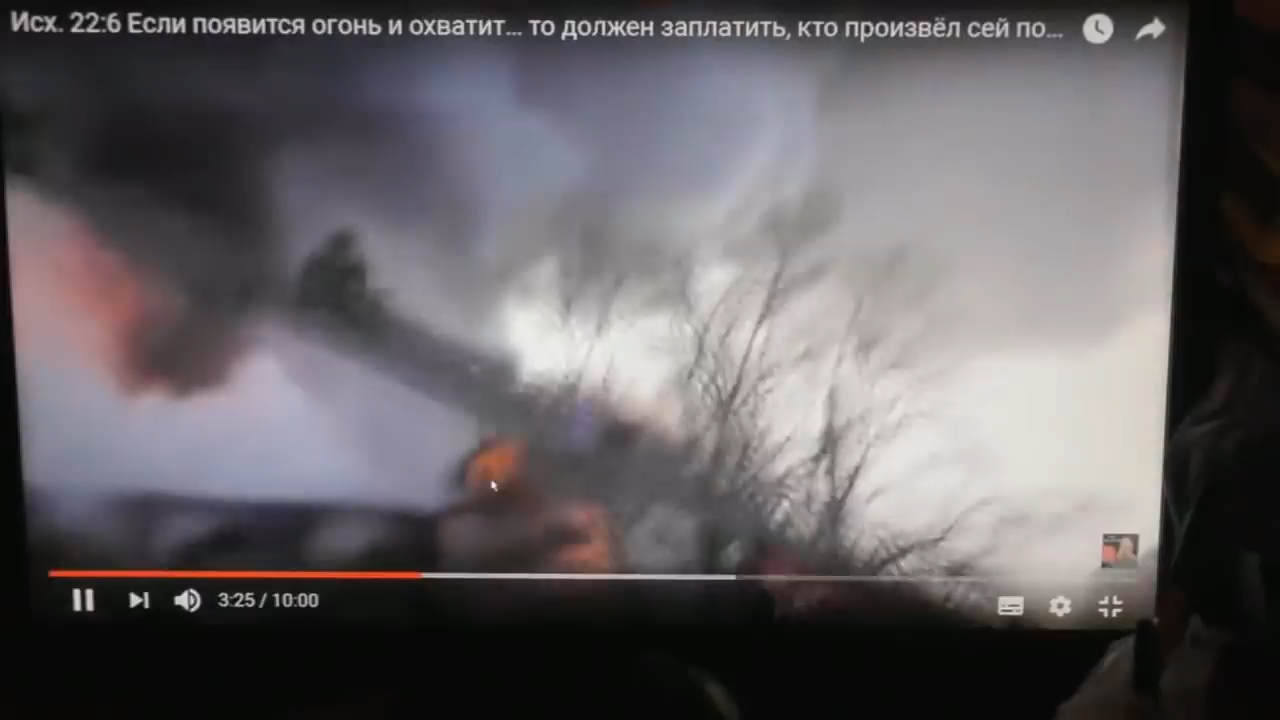 Исх. 22:6 Если появится огонь и охватит... то должен заплатить, кто произвёл сей по...
3:25 / 10:00